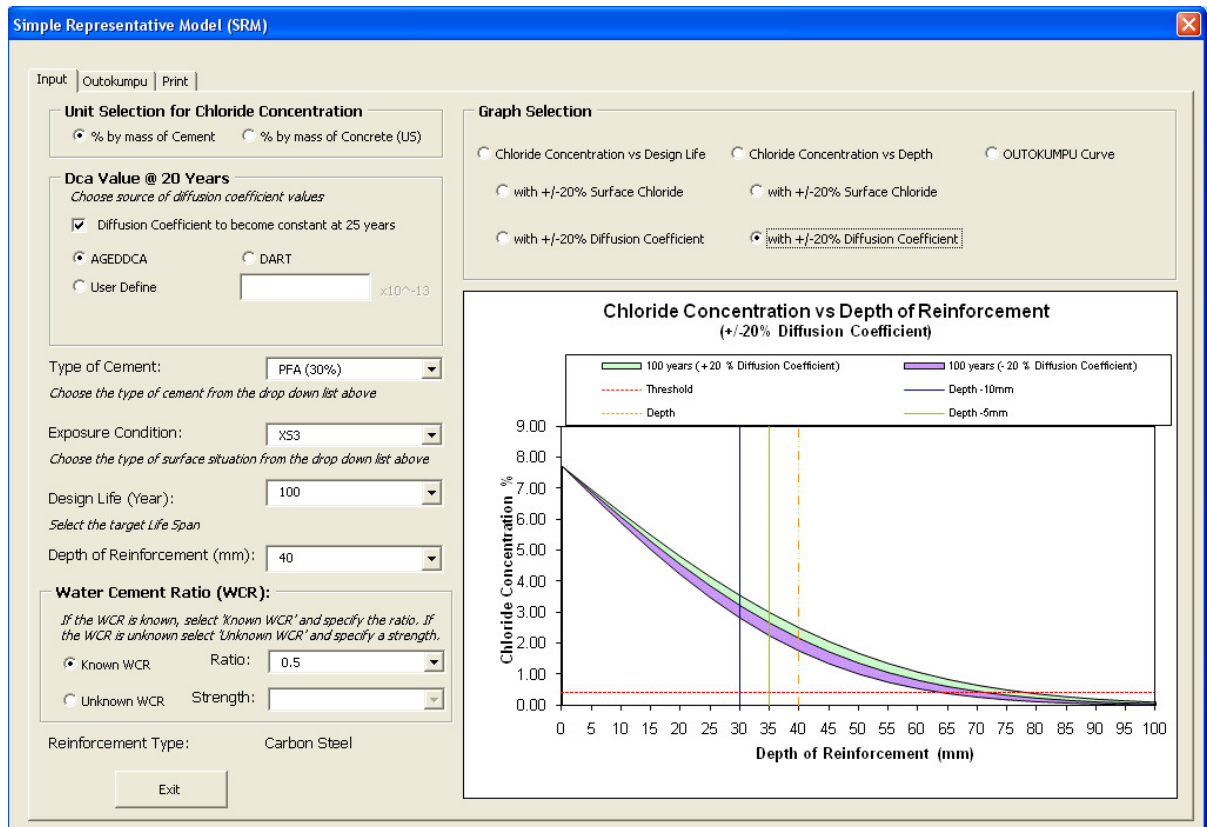 Simple Representative Model (SRM)
Input
Outokumpu
Print
Unit Selection for Chloride Concentration
% by mass of Cement
% by mass of Concrete (US)
Dca Value @ 20 Years
Choose source of diffusion coefficient values
Diffusion Coefficient to become constant at 25 years
AGEDDCA
DART
User Define
x10^-13
Type of Cement:
PFA (30%)
Choose the type of cement from the drop down list above
Exposure Condition:
XS3
Choose the type of surface situation from the drop down list above
Design Life (Year):
100
Select the target Life Span
Depth of Reinforcement (mm):
40
Water Cement Ratio (WCR):
If the WCR is known, select 'Known WCR' and specify the ratio. If
the WCR is unknown select 'Unknown WCR' and specify a strength.
Known WCR
Ratio:
0.5
Unknown WCR
Strength:
Reinforcement Type:
Carbon Steel
Exit
Graph Selection
Chloride Concentration vs Design Life
Chloride Concentration vs Depth
OUTOKUMPU Curve
with +/-20% Surface Chloride
with +/-20% Surface Chloride
with +/-20% Diffusion Coefficient
with +/-20% Diffusion Coefficient
Chloride Concentration vs Depth of Reinforcement
(+/-20% Diffusion Coefficient)
100 years (+20 % Diffusion Coefficient)
100 years (-20 % Diffusion Coefficient)
Threshold
Depth -10mm
Depth
Depth -5mm
Chloride Concentration %
9.00
8.00
7.00
6.00
5.00
4.00
3.00
2.00
1.00
0.00
0 5 10 15 20 25 30 35 40 45 50 55 60 65 70 75 80 85 90 95 100
Depth of Reinforcement (mm)